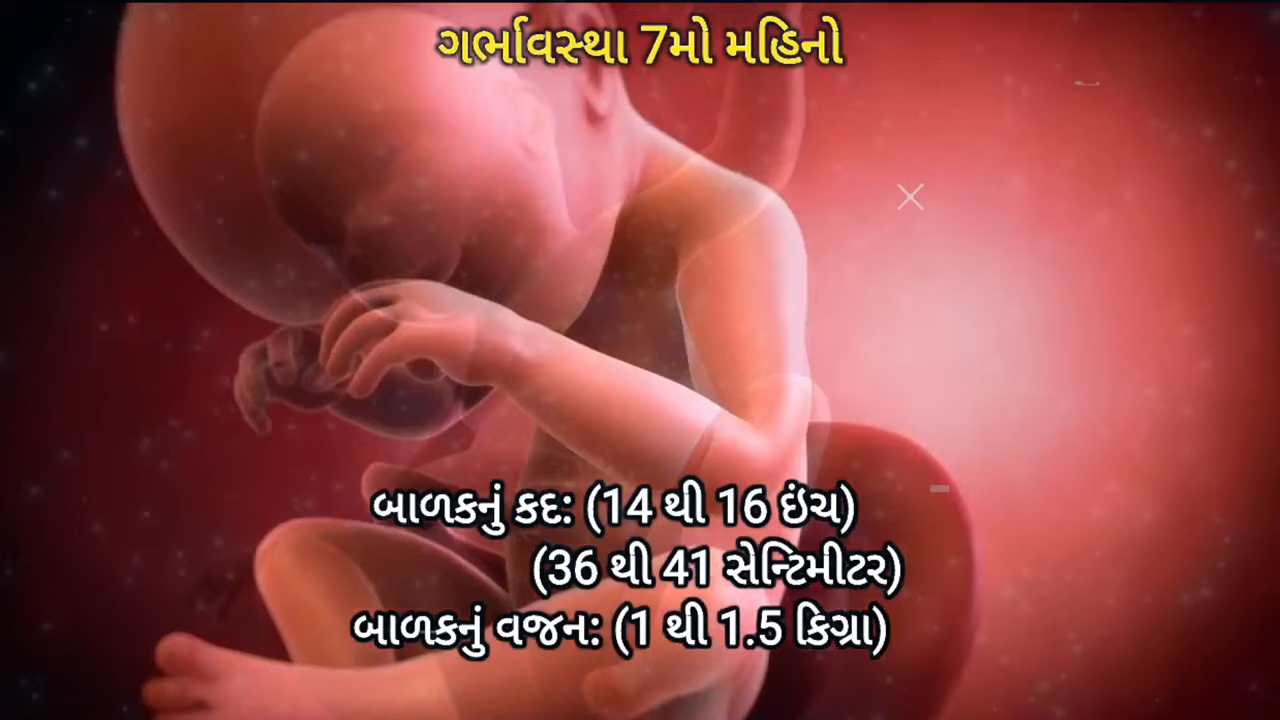 ગર્ભાવસ્થા 7મો મહિનો
બાળકનું કદ: (14 થી 16 ઇંચ)
(36 થી 41 સેન્ટિમીટર)
બાળકનું વજન: (1 થી 1.5 કિગ્રા)